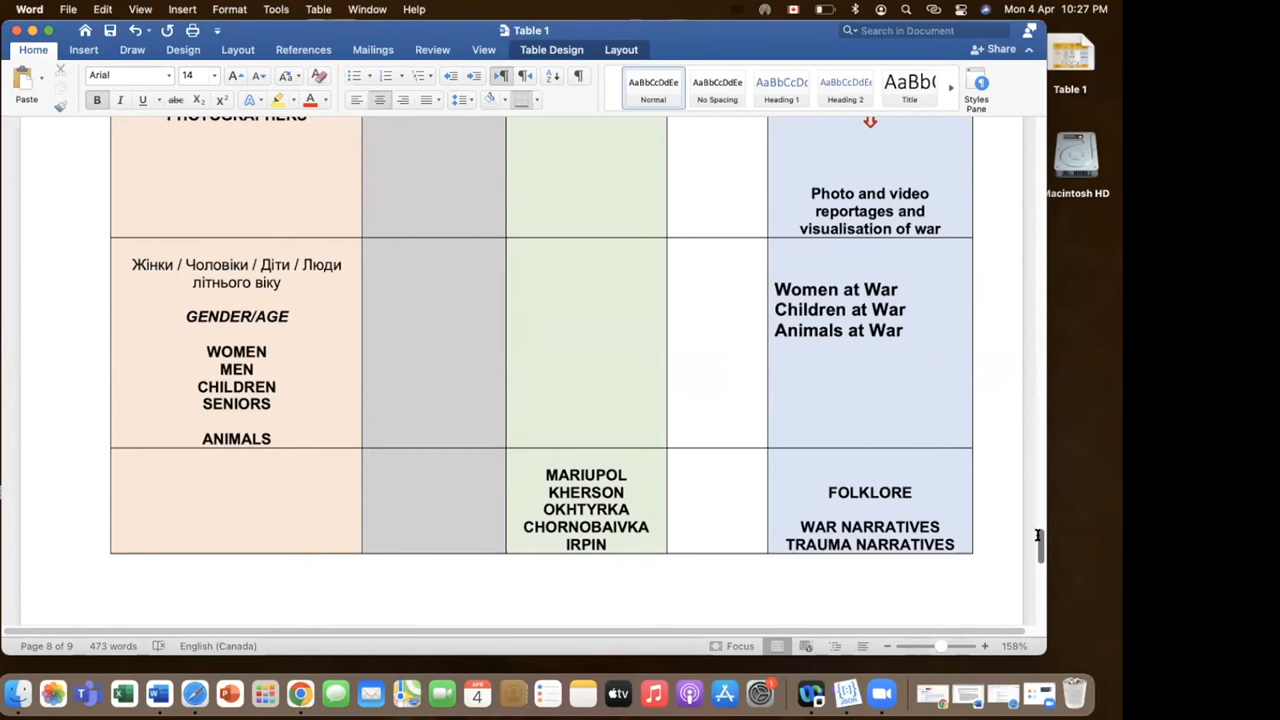 Word File Edit View Insert Format Tools Table Window Help Mon 4 Apr 10:27 PM
Table 1
Search in Document
Home Insert Draw Design Layout References Mailings Review View Table Design Layout Share
Paste
Arial 14
AaBbCcDdEe AaBbCcDdEe AaBbCcDc AaBbCcDdEe AaBb(
Normal No Spacing Heading 1 Heading 2 Title
Styles
Pane
Table 1
Macintosh HD
PHOTOGRAPHERS
Photo and video
reportages and
visualisation of war
Жінки / Чоловіки / Діти / Люди
літнього віку
GENDER/AGE
WOMEN
MEN
CHILDREN
SENIORS
ANIMALS
Women at War
Children at War
Animals at War
MARIUPOL
KHERSON
OKHTYRKA
CHORNOBAIVKA
IRPIN
FOLKLORE
WAR NARRATIVES
TRAUMA NARRATIVES
Page 8 of 9 473 words English (Canada) Focus 158%
APR
4
tv